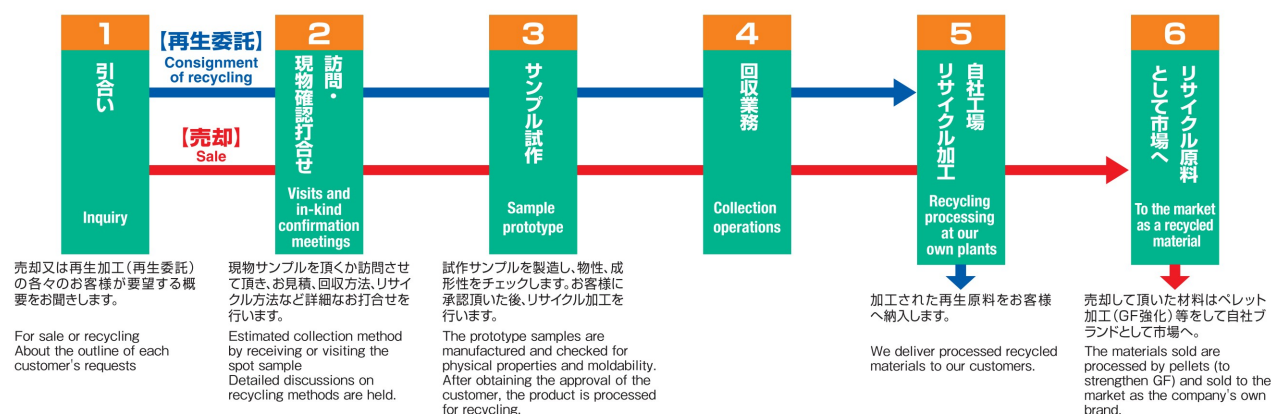 1
引合い
Inquiry
【再生委託】
Consignment
of recycling
【売却】
Sale
2
訪問・
現物確認打合せ
Visits and
in-kind
confirmation
meetings
3
サンプル試作
Sample
prototype
4
回収業務
Collection
operations
5
自社工場
リサイクル加工
Recycling
processing
at our
own plants
6
リサイクル原料
として市場へ
To the market
as a recycled
material
売却又は再生加工(再生委託)
の各々のお客様が要望する概
要をお聞きします。
For sale or recycling
About the outline of each
customer's requests
現物サンプルを頂くか訪問させ
て頂き、お見積、回収方法、リサイ
クル方法など詳細なお打合せを
行います。
Estimated collection method
by receiving or visiting the
spot sample
Detailed discussions on
recycling methods are held.
試作サンプルを製造し、物性、成
形性をチェックします。お客様に
承認頂いた後、リサイクル加工を
行います。
The prototype samples are
manufactured and checked for
physical properties and moldability.
After obtaining the approval of the
customer, the product is processed
for recycling.
加工された再生原料をお客様
へ納入します。
We deliver processed recycled
materials to our customers.
売却して頂いた材料はペレット
加工(GF強化)等をして自社ブ
ランドとして市場へ。
The materials sold are
processed by pellets (to
strengthen GF) and sold to the
market as the company's own
brand.